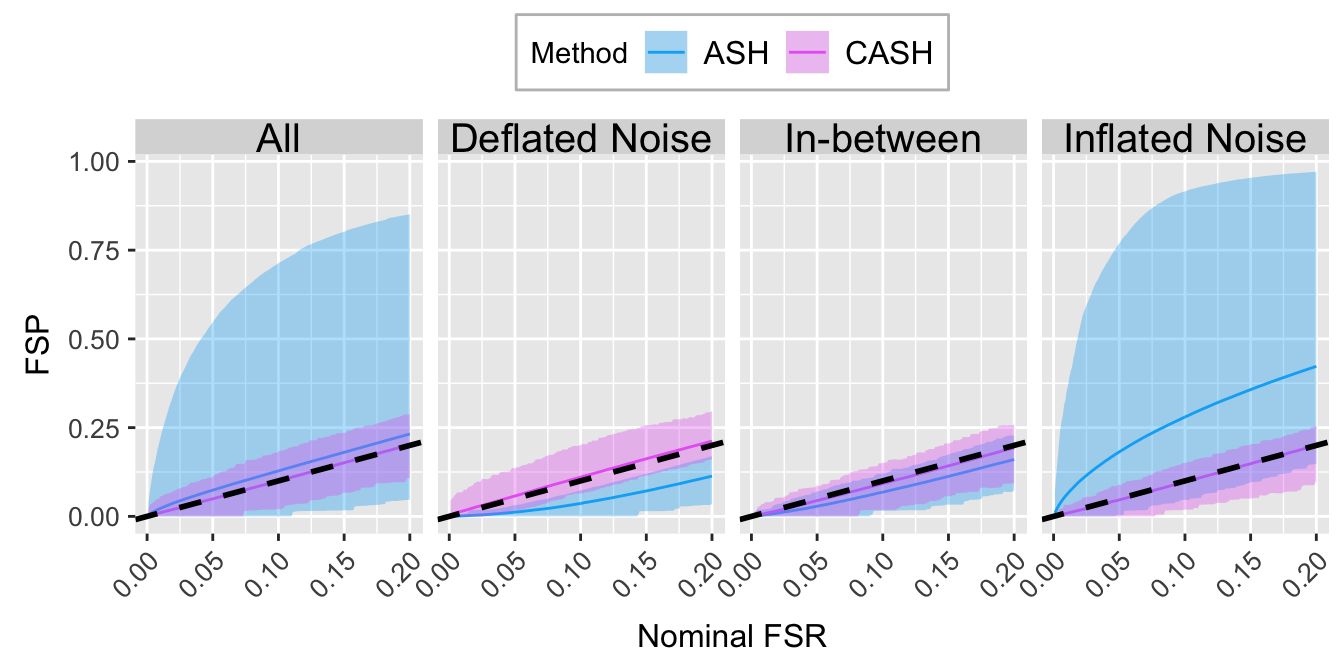 Method ASH CASH
All Deflated Noise In-between Inflated Noise
1.00
0.75
0.50
0.25
0.00
FSP
0.00 0.05 0.10 0.15 0.20 0.00 0.05 0.10 0.15 0.20 0.00 0.05 0.10 0.15 0.20 0.00 0.05 0.10 0.15 0.20
Nominal FSR